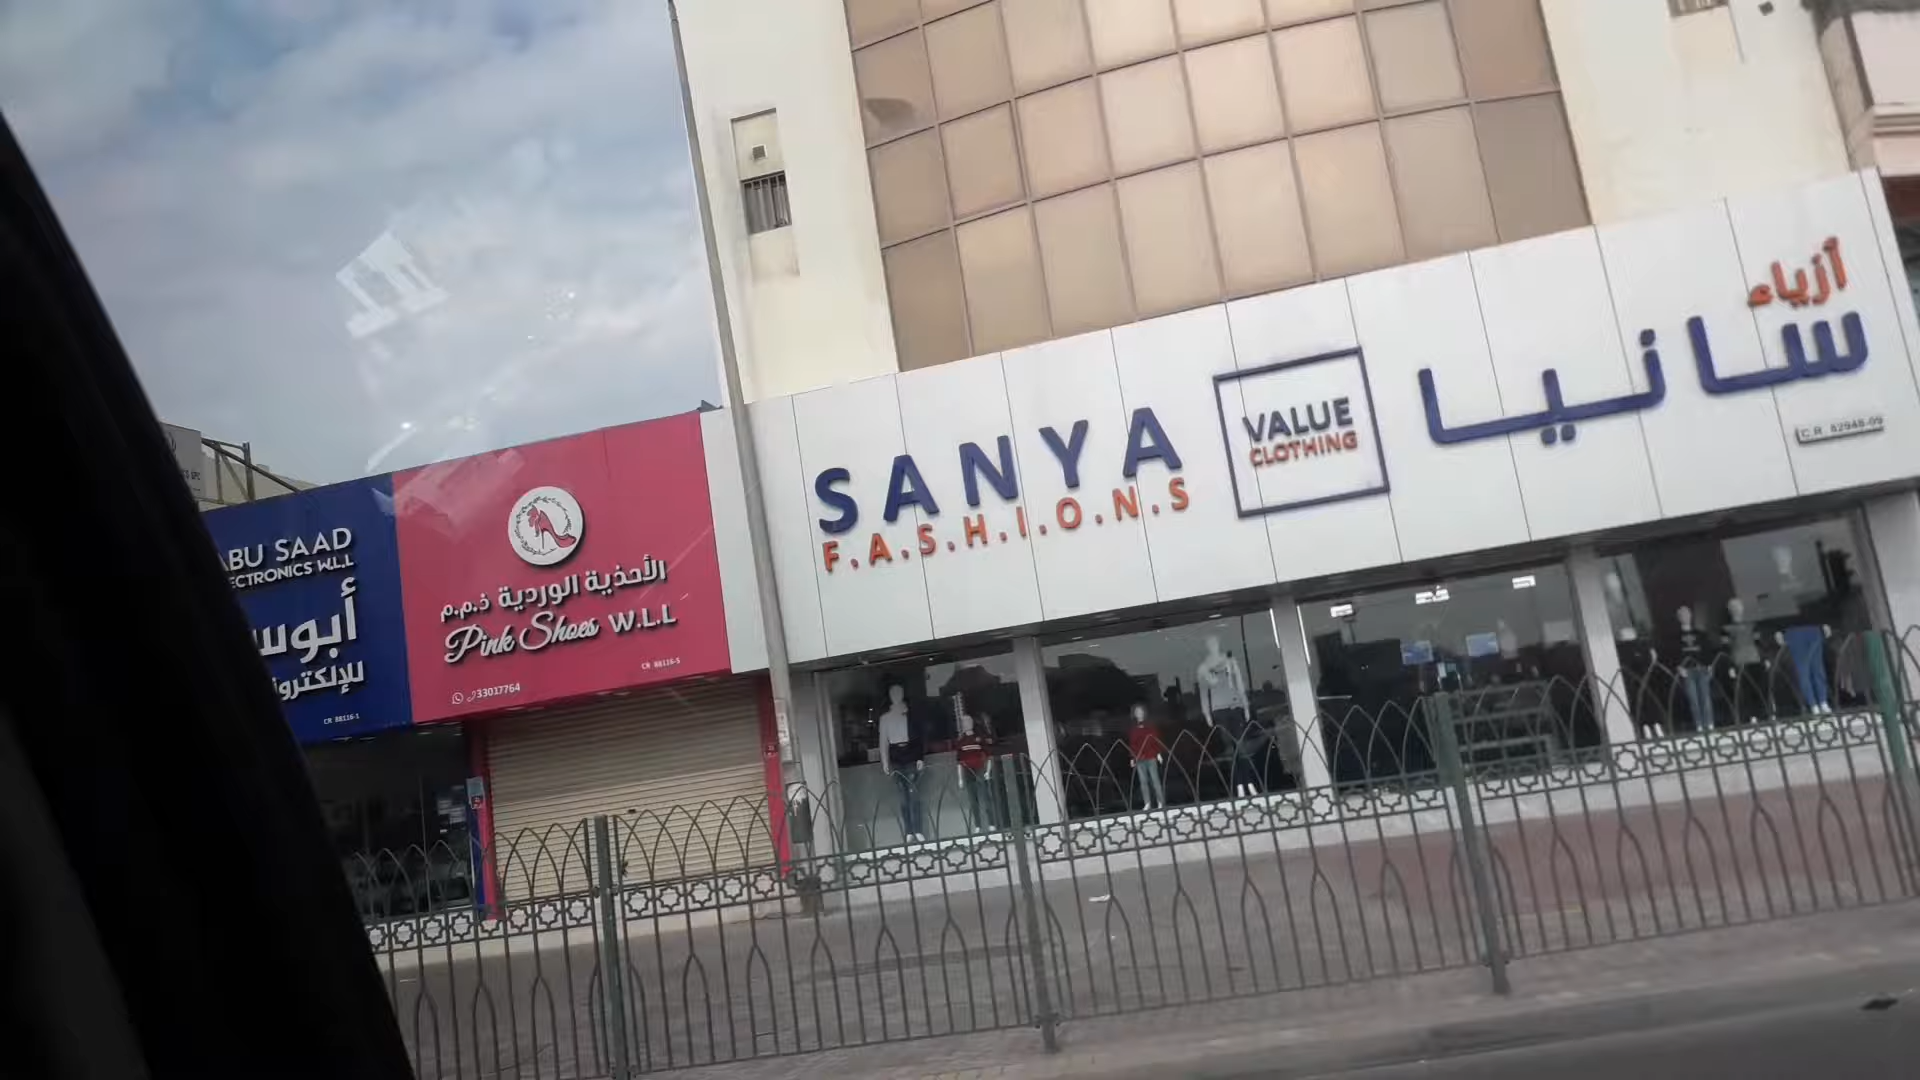 ABU SAAD
ECTRONICS W.L.L
أبوس
للإلكترو
CR 88116-1
الأحذية الوردية ذ.م.م
Pink Shoes W.L.L
CR 88116-5
33017764
SANYA
F.A.S.H.I.O.N.S
VALUE
CLOTHING
أزياء
سانيا
C.R. 82948-09